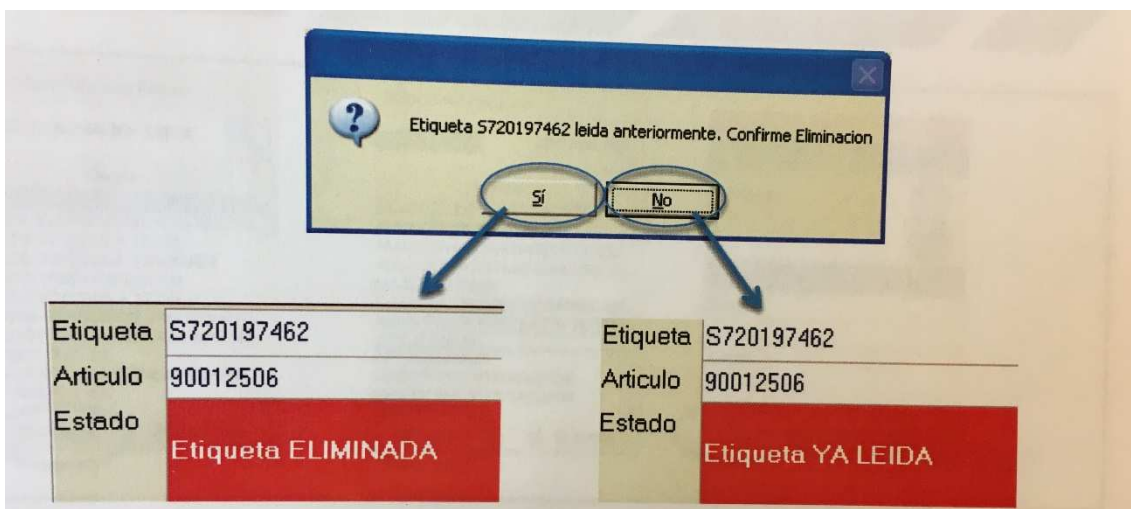 Etiqueta S720197462 leida anteriormente. Confirme Eliminacion
Sí
No
Etiqueta S720197462
Articulo 90012506
Estado
Etiqueta ELIMINADA
Etiqueta S720197462
Articulo 90012506
Estado
Etiqueta YA LEIDA